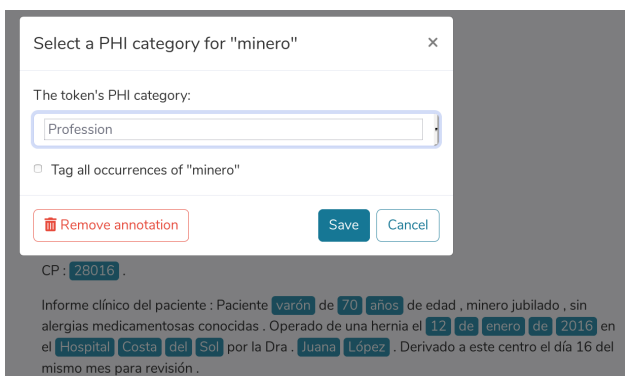 Select a PHI category for "minero" ×
The token's PHI category:
Profession
Tag all occurrences of "minero"
Remove annotation Save Cancel
CP : 28016 .
Informe clínico del paciente : Paciente varón de 70 años de edad , minero jubilado , sin
alergias medicamentosas conocidas . Operado de una hernia el 12 de enero de 2016 en
el Hospital Costa del Sol por la Dra . Juana López . Derivado a este centro el día 16 del
mismo mes para revisión .